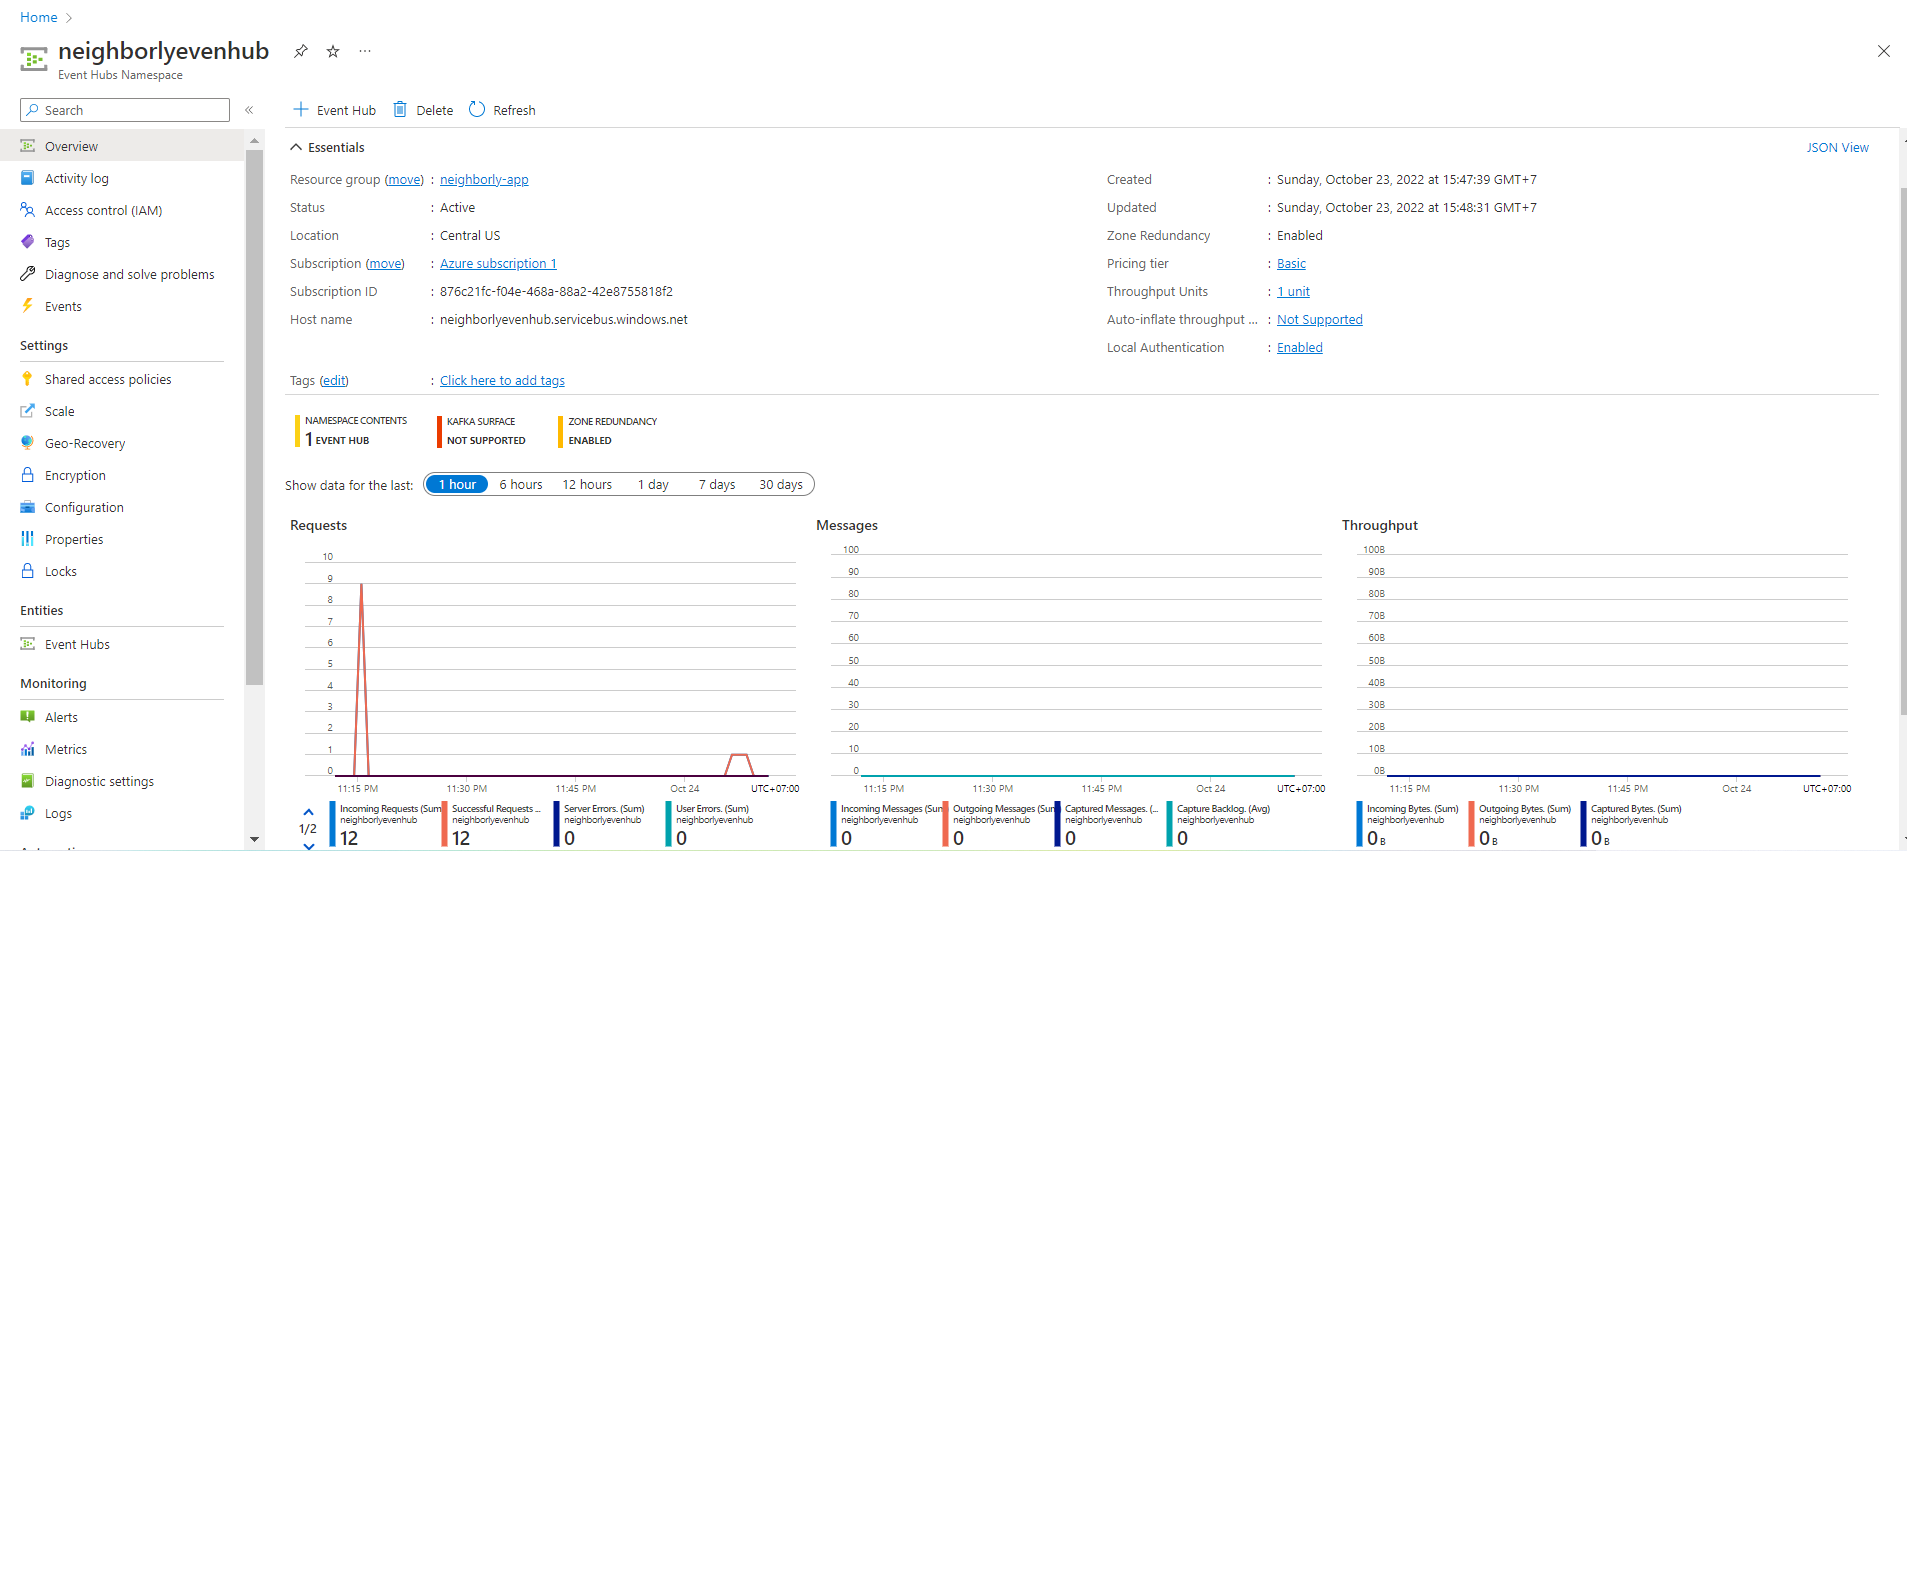 Home
neighborlyevenhub
Event Hubs Namespace
Search
Event Hub Delete Refresh
Overview
Activity log
Access control (IAM)
Tags
Diagnose and solve problems
Events
Settings
Shared access policies
Scale
Geo-Recovery
Encryption
Configuration
Properties
Locks
Entities
Event Hubs
Monitoring
Alerts
Metrics
Diagnostic settings
Logs
Essentials
JSON View
Resource group (move) : neighborly-app
Status : Active
Location : Central US
Subscription (move) : Azure subscription 1
Subscription ID : 876c21fc-f04e-468a-88a2-42e8755818f2
Host name : neighborlyevenhub.servicebus.windows.net
Created : Sunday, October 23, 2022 at 15:47:39 GMT+7
Updated : Sunday, October 23, 2022 at 15:48:31 GMT+7
Zone Redundancy : Enabled
Pricing tier : Basic
Throughput Units : 1 unit
Auto-inflate throughput ... : Not Supported
Local Authentication : Enabled
Tags (edit) : Click here to add tags
NAMESPACE CONTENTS
1 EVENT HUB
KAFKA SURFACE
NOT SUPPORTED
ZONE REDUNDANCY
ENABLED
Show data for the last: 1 hour 6 hours 12 hours 1 day 7 days 30 days
Requests
10
9
8
7
6
5
4
3
2
1
0
11:15 PM 11:30 PM 11:45 PM Oct 24 UTC+07:00
1/2
Incoming Requests (Sum
neighborlyevenhub
12
Successful Requests ...
neighborlyevenhub
12
Server Errors. (Sum)
neighborlyevenhub
0
User Errors. (Sum)
neighborlyevenhub
0
Messages
100
90
80
70
60
50
40
30
20
10
0
11:15 PM 11:30 PM 11:45 PM Oct 24 UTC+07:00
Incoming Messages (Sum
neighborlyevenhub
0
Outgoing Messages (Sum)
neighborlyevenhub
0
Captured Messages. (...
neighborlyevenhub
0
Capture Backlog. (Avg)
neighborlyevenhub
0
Throughput
100B
90B
80B
70B
60B
50B
40B
30B
20B
10B
0B
11:15 PM 11:30 PM 11:45 PM Oct 24 UTC+07:00
Incoming Bytes. (Sum)
neighborlyevenhub
0 B
Outgoing Bytes. (Sum)
neighborlyevenhub
0 B
Captured Bytes. (Sum)
neighborlyevenhub
0 B